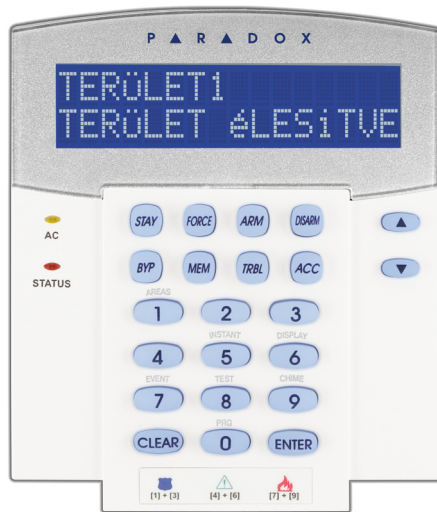 PARADOX
TERüLET1
TERüLET éLESiTVE
AC
STATUS
STAY FORCE ARM DISARM
BYP MEM TRBL ACC
AREAS
1 2 3
INSTANT DISPLAY
4 5 6
EVENT TEST CHIME
7 8 9
PRG
CLEAR 0 ENTER
[1] + [3] [4] + [6] [7] + [9]